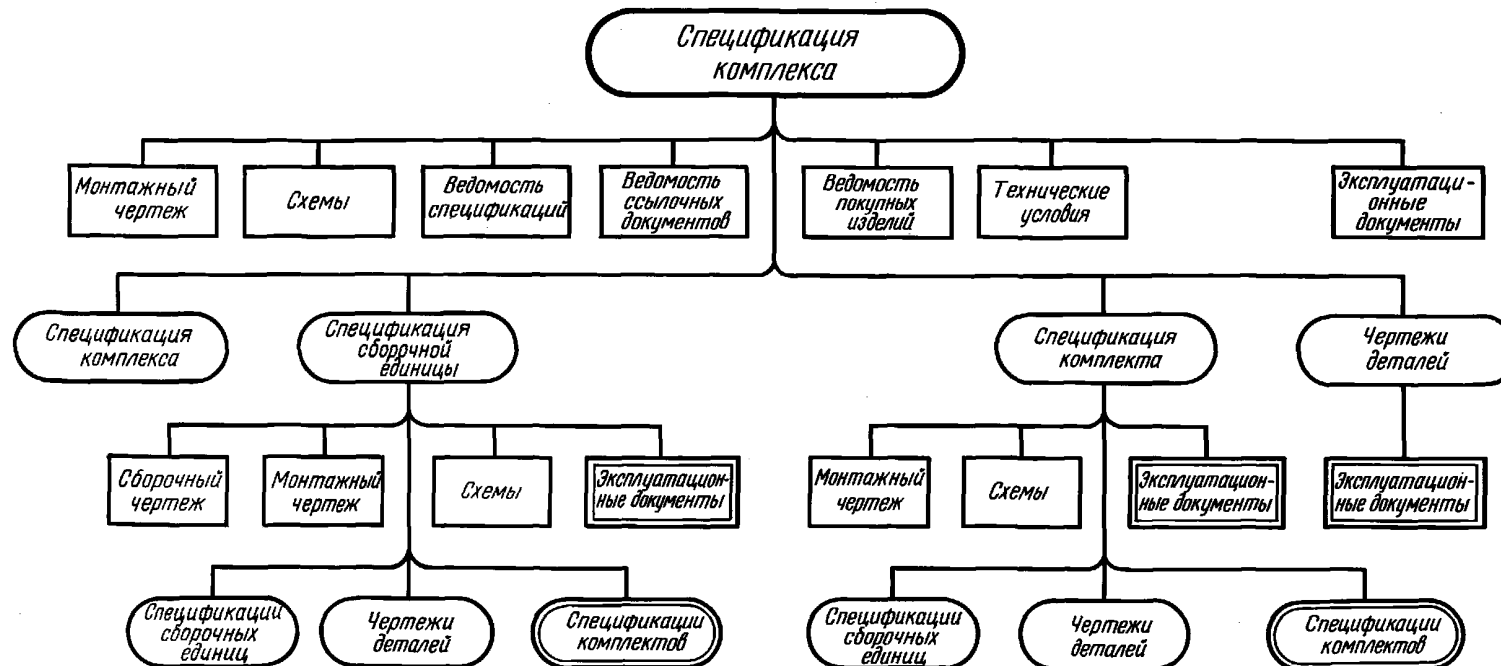 Спецификация
комплекса
Монтажный
чертеж
Схемы
Ведомость
спецификаций
Ведомость
ссылочных
документов
Ведомость
покупных
изделий
Технические
условия
Эксплуатаци-
онные
документы
Спецификация
комплекса
Спецификация
сборочной
единицы
Спецификация
комплекта
Чертежи
деталей
Сборочный
чертеж
Монтажный
чертеж
Схемы
Эксплуатацион-
ные документы
Монтажный
чертеж
Схемы
Эксплуатацион-
ные документы
Эксплуатацион-
ные документы
Спецификации
сборочных
единиц
Чертежи
деталей
Спецификации
комплектов
Спецификации
сборочных
единиц
Чертежи
деталей
Спецификации
комплектов